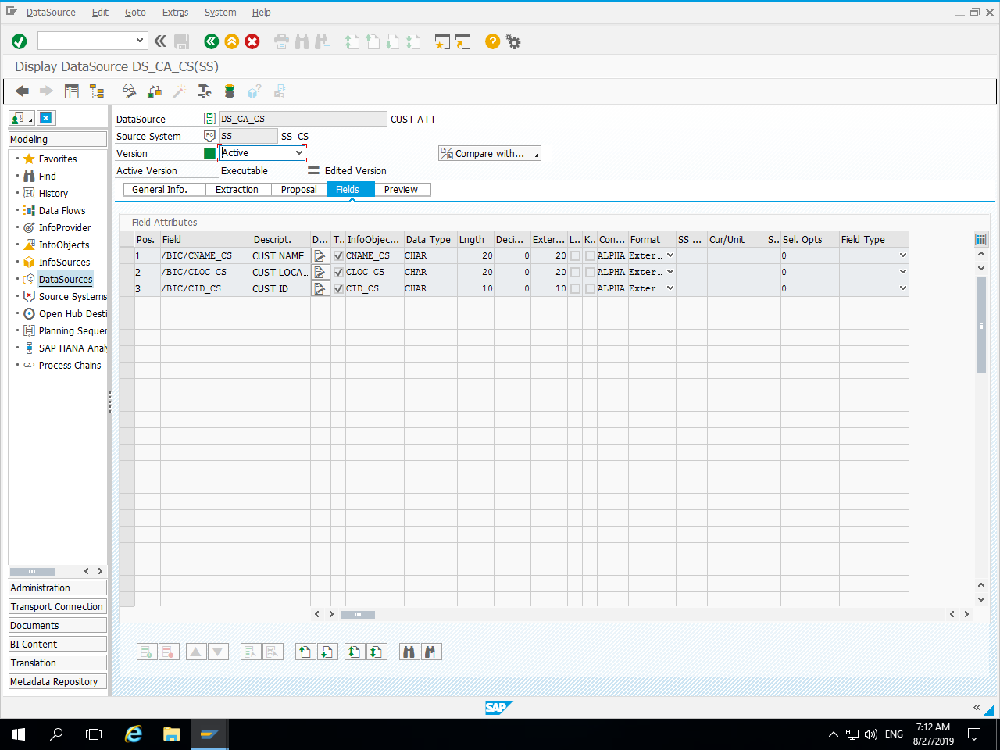 DataSource Edit Goto Extras System Help
Display DataSource DS_CA_CS(SS)
DataSource DS_CA_CS CUST ATT
Source System SS SS_CS
Version Active Compare with...
Active Version Executable Edited Version
General Info. Extraction Proposal Fields Preview
Modeling
Favorites
Find
History
Data Flows
InfoProvider
InfoObjects
InfoSources
DataSources
Source Systems
Open Hub Desti
Planning Sequer
SAP HANA Analy
Process Chains
Administration
Transport Connection
Documents
BI Content
Translation
Metadata Repository
Field Attributes
Pos. Field Descript. D... T.. InfoObjec... Data Type Lngth Deci... Exter... L.. K.. Con... Format SS ... Cur/Unit S.. Sel. Opts Field Type
1 /BIC/CNAME_CS CUST NAME CNAME_CS CHAR 20 0 20 ALPHA Exter... 0
2 /BIC/CLOC_CS CUST LOCA... CLOC_CS CHAR 20 0 20 ALPHA Exter... 0
3 /BIC/CID_CS CUST ID CID_CS CHAR 10 0 10 ALPHA Exter... 0
SAP
ENG
7:12 AM
8/27/2019